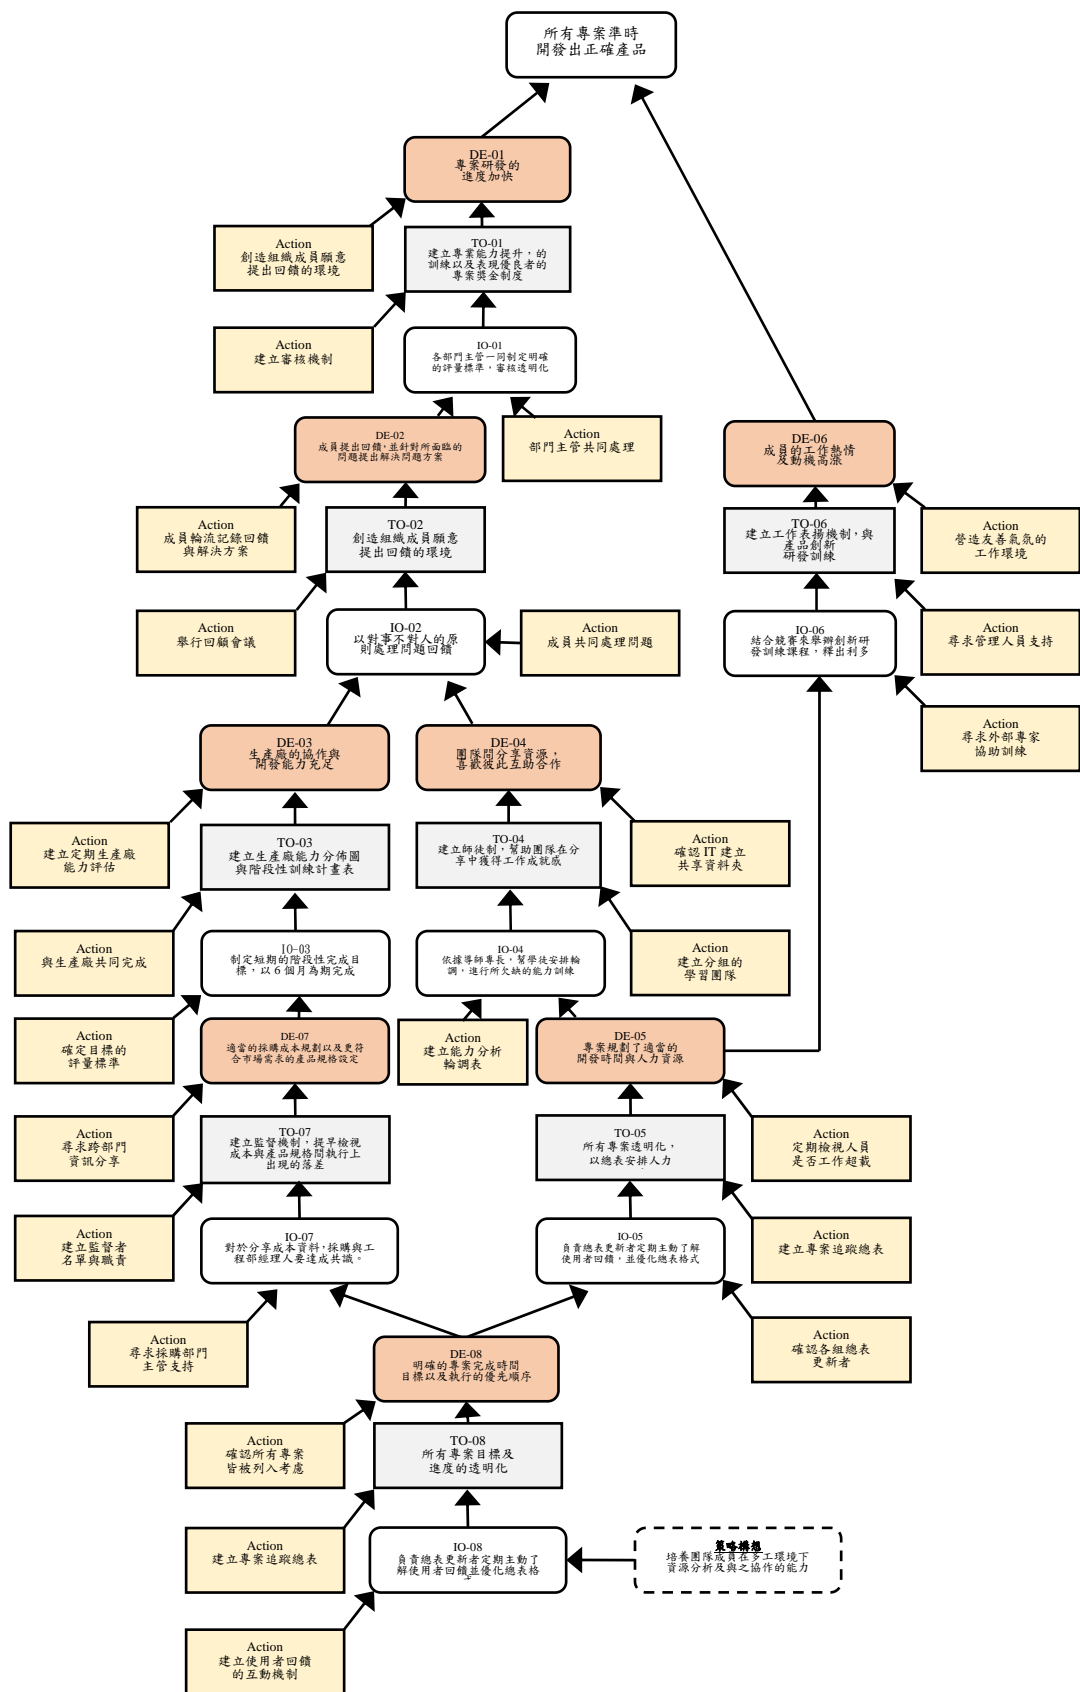 所有專案準時
開發出正確產品
DE-01
專案研發的
進度加快
Action
創造組織成員願意
提出回饋的環境
TO-01
建立專業能力提升，的
訓練以及表現優良者的
專案獎金制度
Action
建立審核機制
IO-01
各部門主管一同制定明確
的評量標準，審核透明化
DE-02
成員提出回饋，並針對所面臨的
問題提出解決問題方案
Action
部門主管共同處理
DE-06
成員的工作熱情
及動機高漲
Action
成員輪流記錄回饋
與解決方案
TO-02
創造組織成員願意
提出回饋的環境
TO-06
建立工作表揚機制，與
產品創新
研發訓練
Action
營造友善氣氛的
工作環境
Action
舉行回顧會議
IO-02
以對事不對人的原
則處理問題回饋
Action
成員共同處理問題
IO-06
結合競賽來舉辦創新研
發訓練課程，釋出利多
Action
尋求管理人員支持
DE-03
生產廠的協作與
開發能力充足
DE-04
團隊間分享資源，
喜歡彼此互助合作
Action
尋求外部專家
協助訓練
Action
建立定期生產廠
能力評估
TO-03
建立生產廠能力分佈圖
與階段性訓練計畫表
TO-04
建立師徒制，幫助團隊在分
享中獲得工作成就感
Action
確認 IT 建立
共享資料夾
Action
與生產廠共同完成
IO-03
制定短期的階段性完成目
標，以 6 個月為期完成
IO-04
依據導師專長，幫學徒安排輪
調，進行所欠缺的能力訓練
Action
建立分組的
學習團隊
Action
確定目標的
評量標準
DE-07
適當的採購成本規劃以及更符
合市場需求的產品規格設定
Action
建立能力分析
輪調表
DE-05
專案規劃了適當的
開發時間與人力資源
Action
尋求跨部門
資訊分享
TO-07
建立監督機制，提早檢視
成本與產品規格間執行上
出現的落差
TO-05
所有專案透明化，
以總表安排人力
Action
定期檢視人員
是否工作超載
Action
建立監督者
名單與職責
IO-07
對於分享成本資料，採購與工
程部經理人要達成共識。
IO-05
負責總表更新者定期主動了解
使用者回饋，並優化總表格式
Action
建立專案追蹤總表
Action
尋求採購部門
主管支持
DE-08
明確的專案完成時間
目標以及執行的優先順序
Action
確認各組總表
更新者
Action
確認所有專案
皆被列入考慮
TO-08
所有專案目標及
進度的透明化
Action
建立專案追蹤總表
IO-08
負責總表更新者定期主動了
解使用者回饋並優化總表格
策略構想
培養團隊成員在多工環境下
資源分析及與之協作的能力
Action
建立使用者回饋
的互動機制